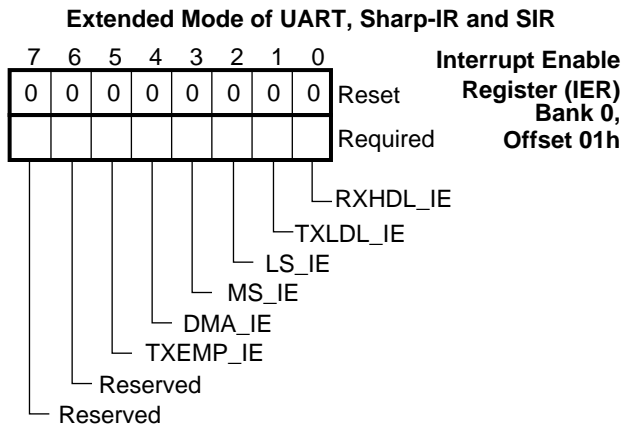 Extended Mode of UART, Sharp-IR and SIR
7 6 5 4 3 2 1 0
Interrupt Enable
Register (IER)
Bank 0,
Offset 01h
0 0 0 0 0 0 0 0 Reset
Required
RXHDL_IE
TXLDL_IE
LS_IE
MS_IE
DMA_IE
TXEMP_IE
Reserved
Reserved